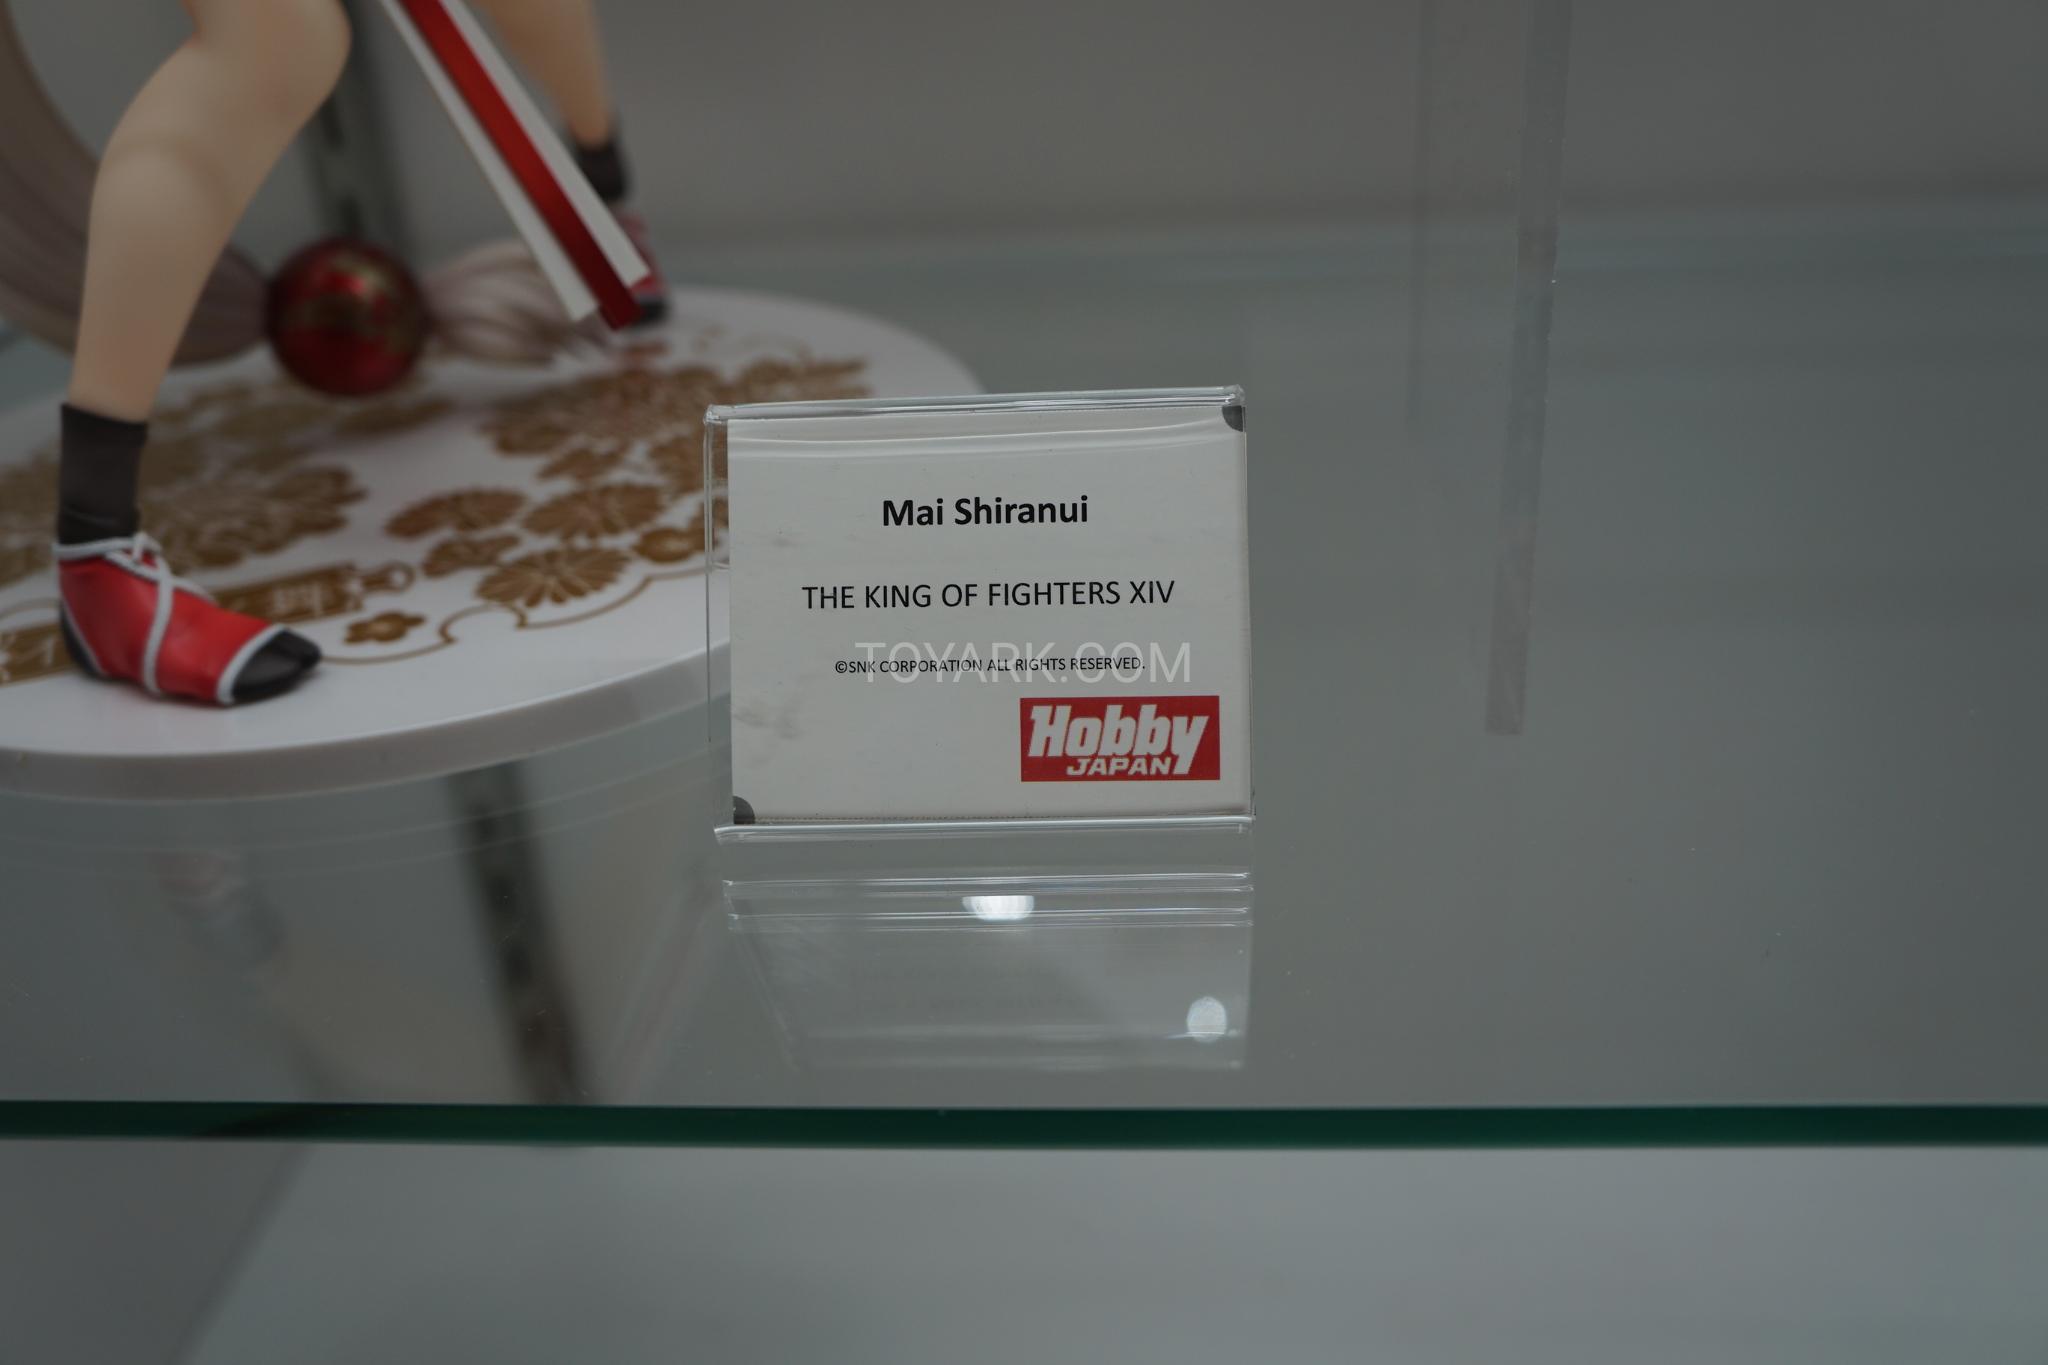 Mai Shiranui
THE KING OF FIGHTERS XIV
TOYARK.COM
©SNK CORPORATION ALL RIGHTS RESERVED.
Hobby
JAPAN